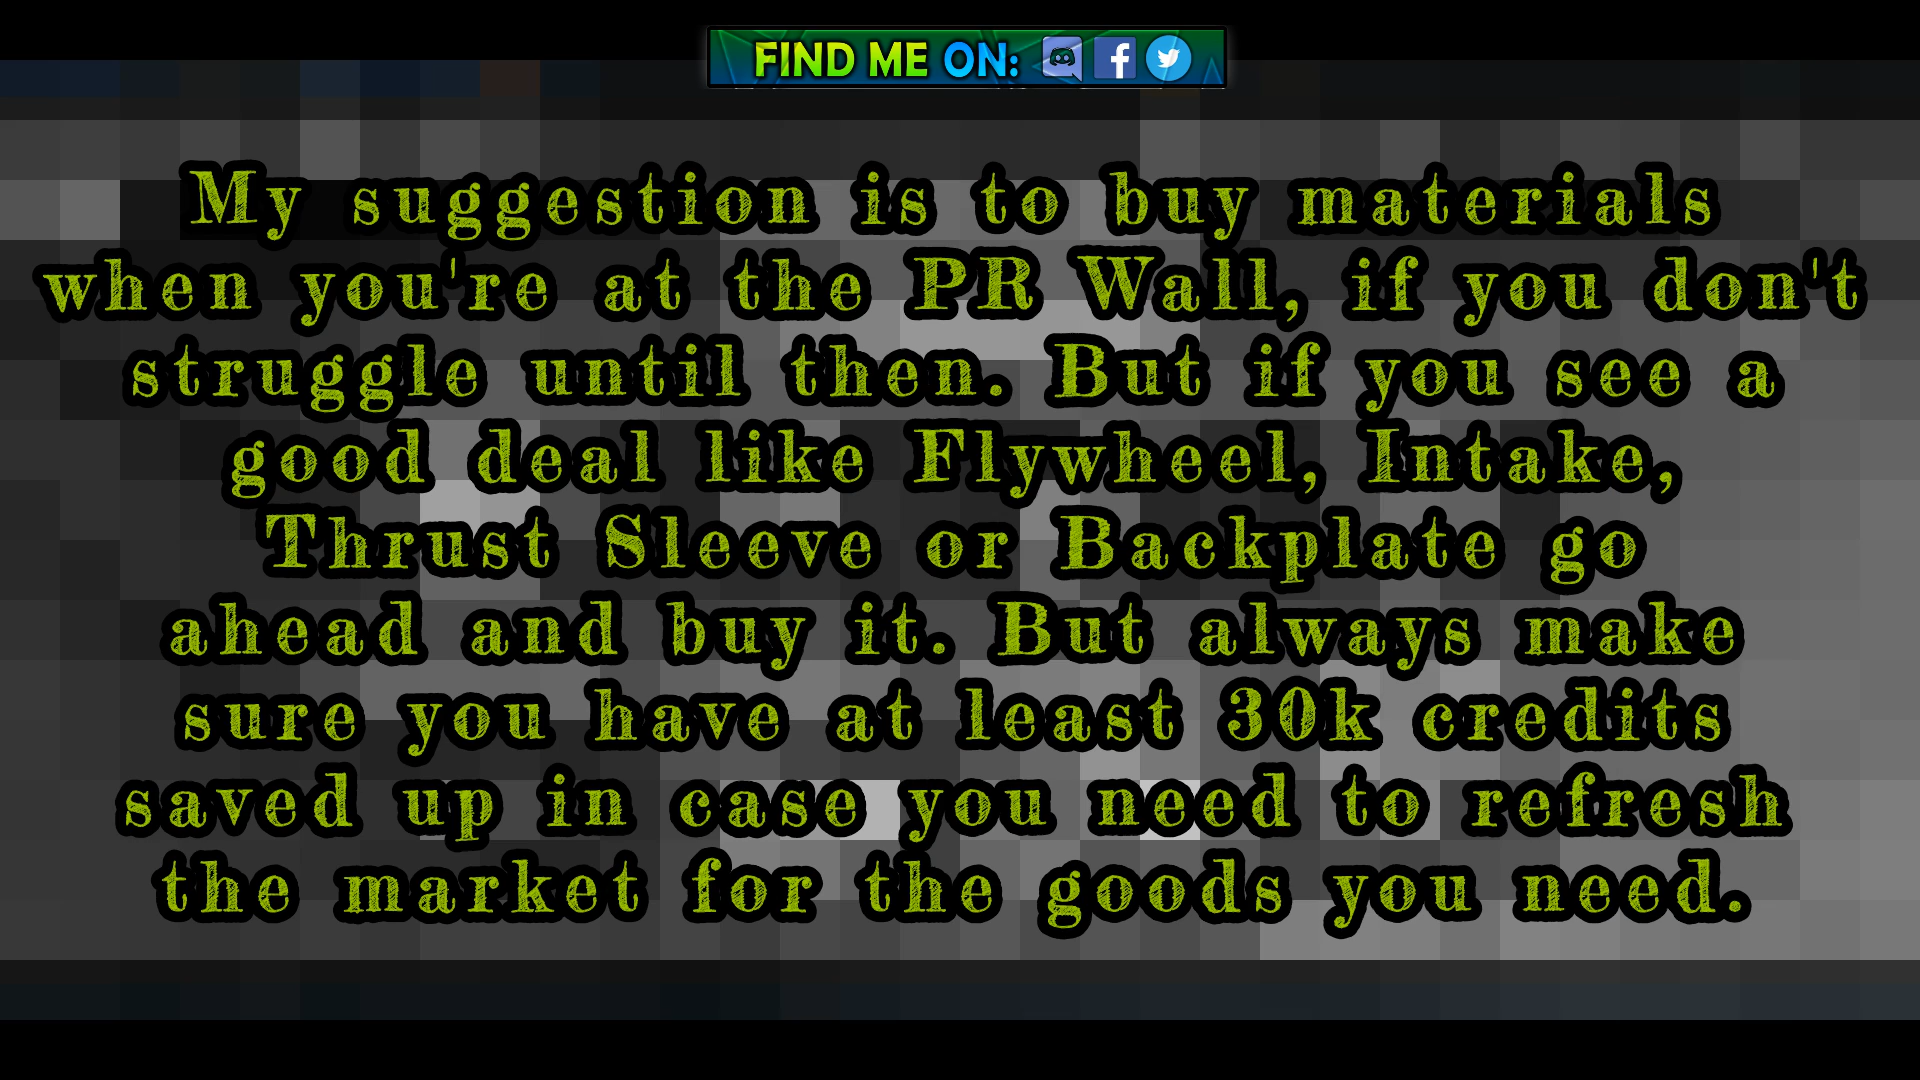 FIND ME ON:
My suggestion is to buy materials
when you're at the PR Wall, if you don't
struggle until then. But if you see a
good deal like Flywheel, Intake,
Thrust Sleeve or Backplate go
ahead and buy it. But always make
sure you have at least 30k credits
saved up in case you need to refresh
the market for the goods you need.